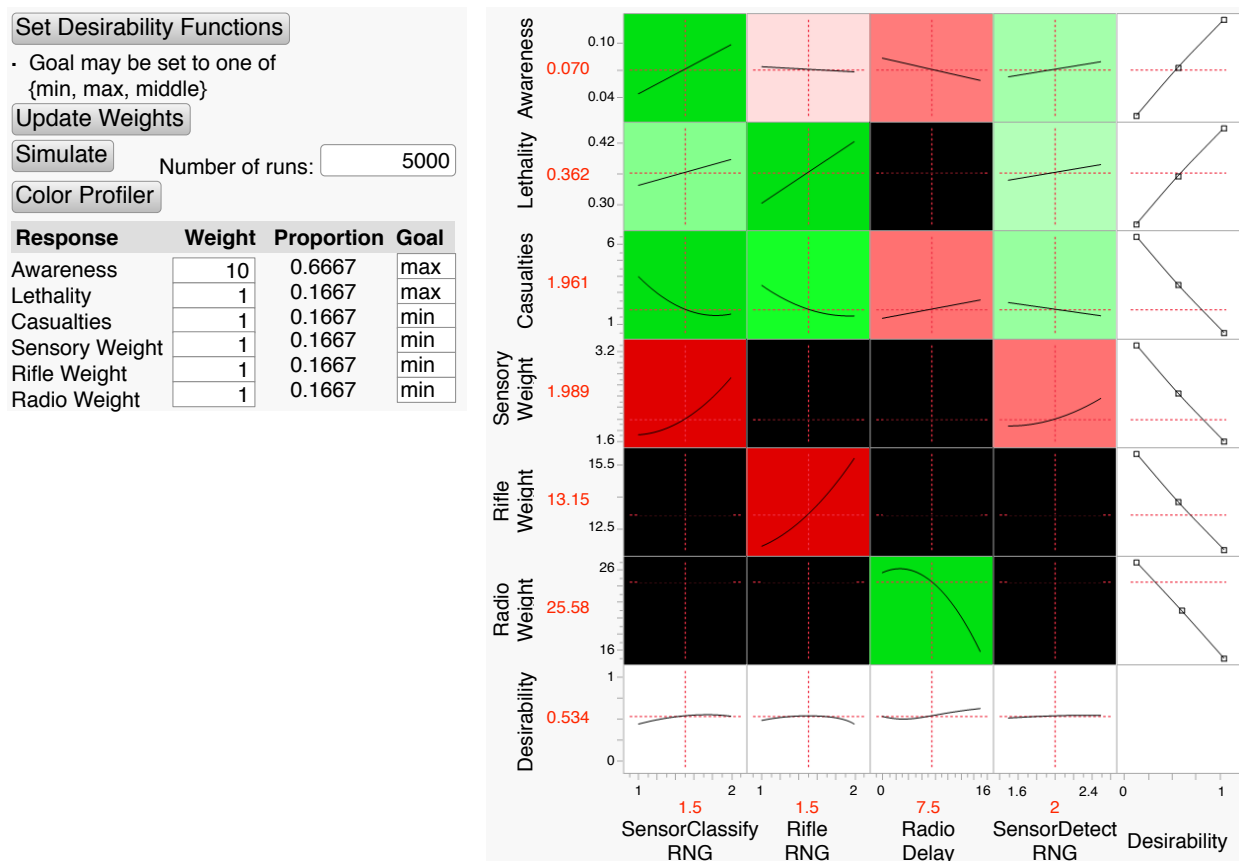 Set Desirability Functions
· Goal may be set to one of
{min, max, middle}
Update Weights
Simulate Number of runs: 5000
Color Profiler
Response Weight Proportion Goal
Awareness 10 0.6667 max
Lethality 1 0.1667 max
Casualties 1 0.1667 min
Sensory Weight 1 0.1667 min
Rifle Weight 1 0.1667 min
Radio Weight 1 0.1667 min
Awareness
0.070
0.10
0.04
Lethality
0.362
0.42
0.30
Casualties
1.961
6
1
Sensory
Weight
1.989
3.2
1.6
Rifle
Weight
13.15
15.5
12.5
Radio
Weight
25.58
26
16
Desirability
0.534
1
0
1 2 1 2 0 16 1.6 2.4 0 1
1.5 1.5 7.5 2
SensorClassify
RNG
Rifle
RNG
Radio
Delay
SensorDetect
RNG
Desirability